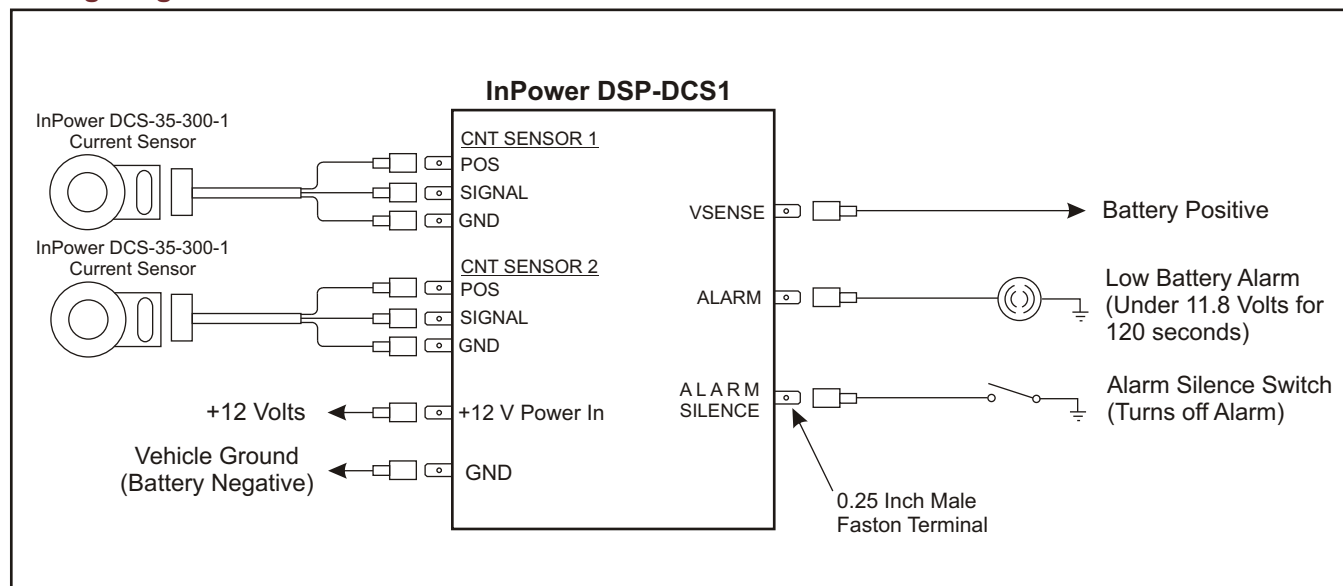 InPower DSP-DCS1
InPower DCS-35-300-1
Current Sensor
CNT SENSOR 1
POS
SIGNAL
GND
InPower DCS-35-300-1
Current Sensor
CNT SENSOR 2
POS
SIGNAL
GND
+12 Volts
+12 V Power In
Vehicle Ground
(Battery Negative)
GND
VSENSE
Battery Positive
ALARM
Low Battery Alarm
(Under 11.8 Volts for
120 seconds)
ALARM
SILENCE
Alarm Silence Switch
(Turns off Alarm)
0.25 Inch Male
Faston Terminal